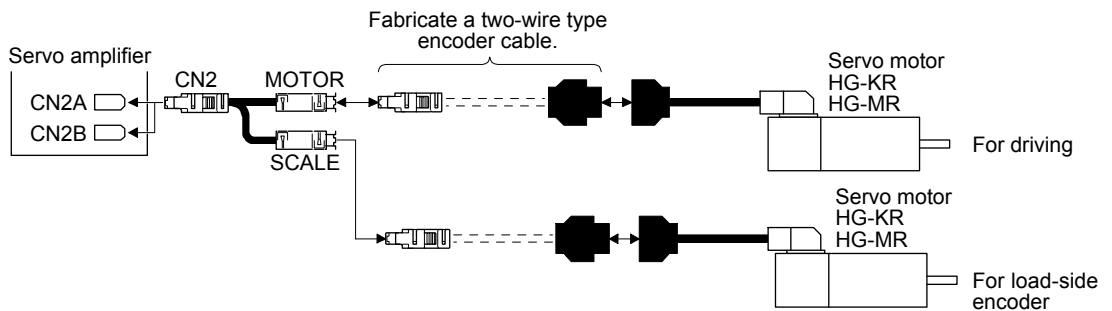 Fabricate a two-wire type
encoder cable.
Servo amplifier
CN2A
CN2B
CN2
MOTOR
SCALE
Servo motor
HG-KR
HG-MR
For driving
Servo motor
HG-KR
HG-MR
For load-side
encoder